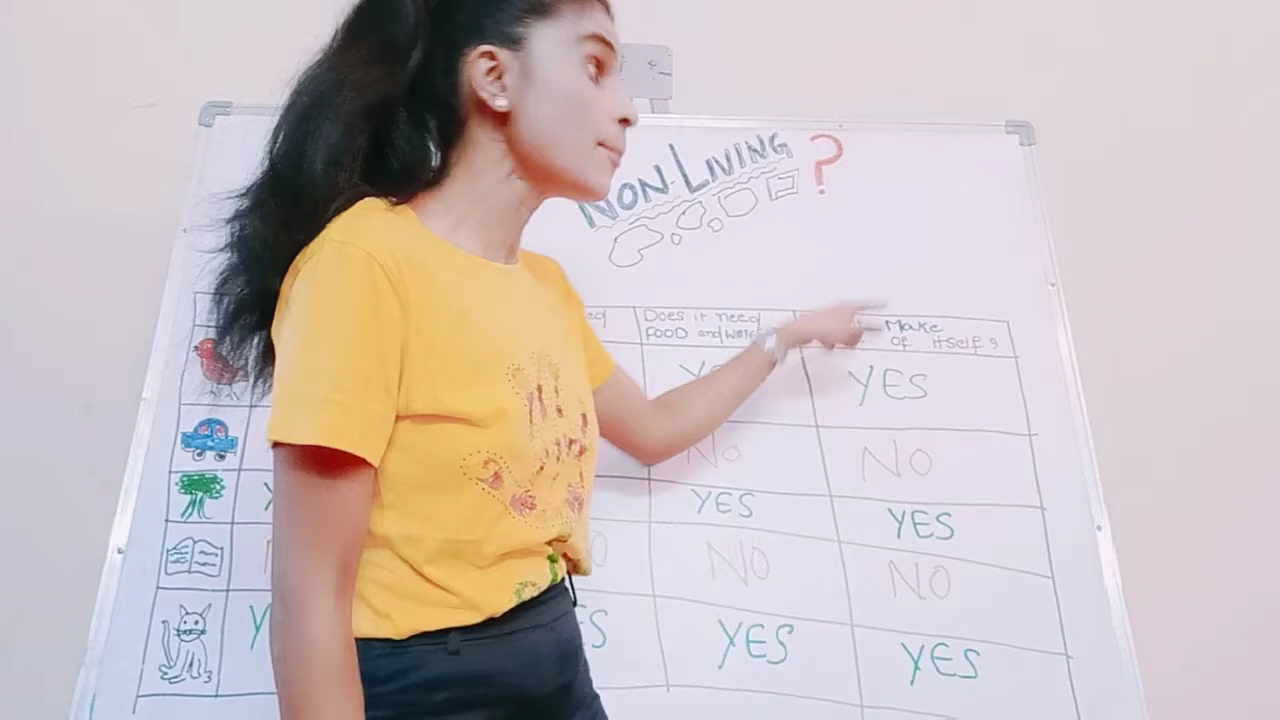 NON-LIVING ?
Does it need
FOOD and
Make
of itself?
YES
NO
NO
YES
YES
NO
NO
YES
YES